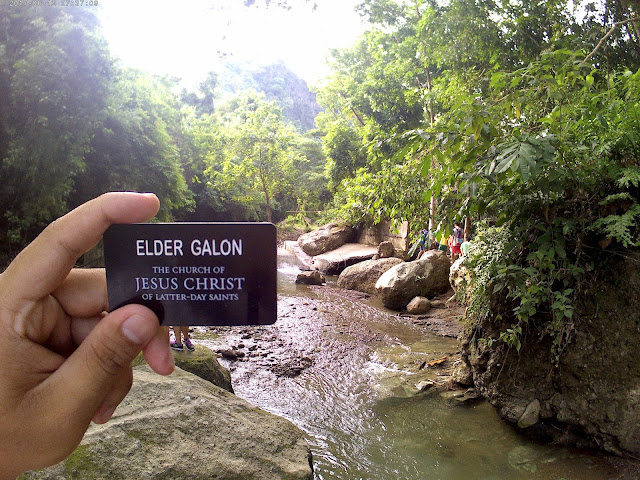 ELDER GALON
THE CHURCH OF
JESUS CHRIST
OF LATTER-DAY SAINTS